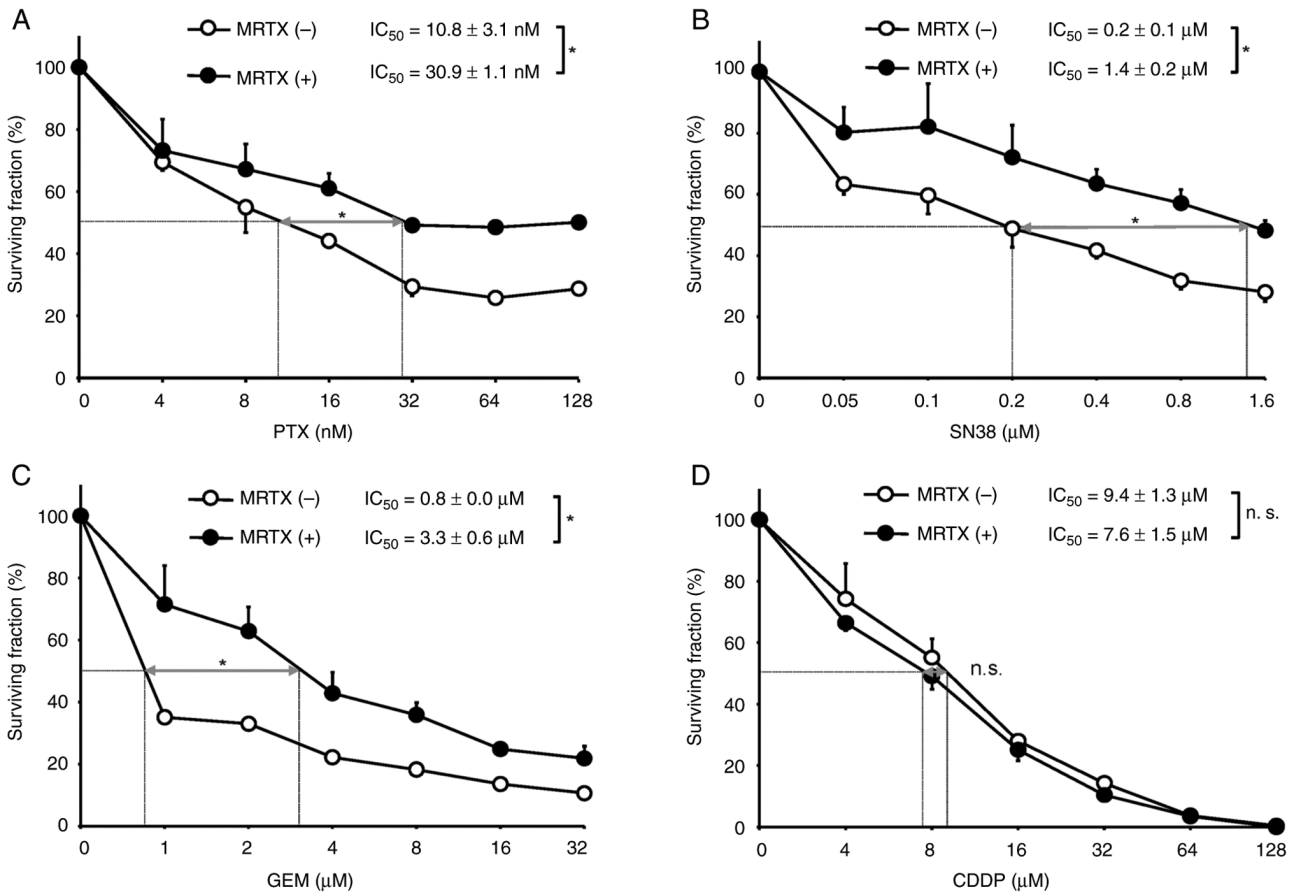 A
MRTX (–) IC50 = 10.8 ± 3.1 nM
*
MRTX (+) IC50 = 30.9 ± 1.1 nM
Surviving fraction (%)
100
80
60
40
20
0
*
0 4 8 16 32 64 128
PTX (nM)
B
MRTX (–) IC50 = 0.2 ± 0.1 µM
*
MRTX (+) IC50 = 1.4 ± 0.2 µM
Surviving fraction (%)
100
80
60
40
20
0
*
0 0.05 0.1 0.2 0.4 0.8 1.6
SN38 (µM)
C
MRTX (–) IC50 = 0.8 ± 0.0 µM
*
MRTX (+) IC50 = 3.3 ± 0.6 µM
Surviving fraction (%)
100
80
60
40
20
0
*
0 1 2 4 8 16 32
GEM (µM)
D
MRTX (–) IC50 = 9.4 ± 1.3 µM
n. s.
MRTX (+) IC50 = 7.6 ± 1.5 µM
Surviving fraction (%)
100
80
60
40
20
0
n.s.
0 4 8 16 32 64 128
CDDP (µM)